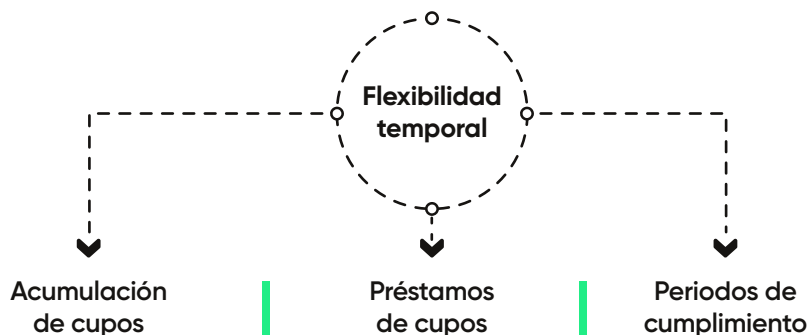 Flexibilidad
temporal
Acumulación
de cupos
Préstamos
de cupos
Periodos de
cumplimiento